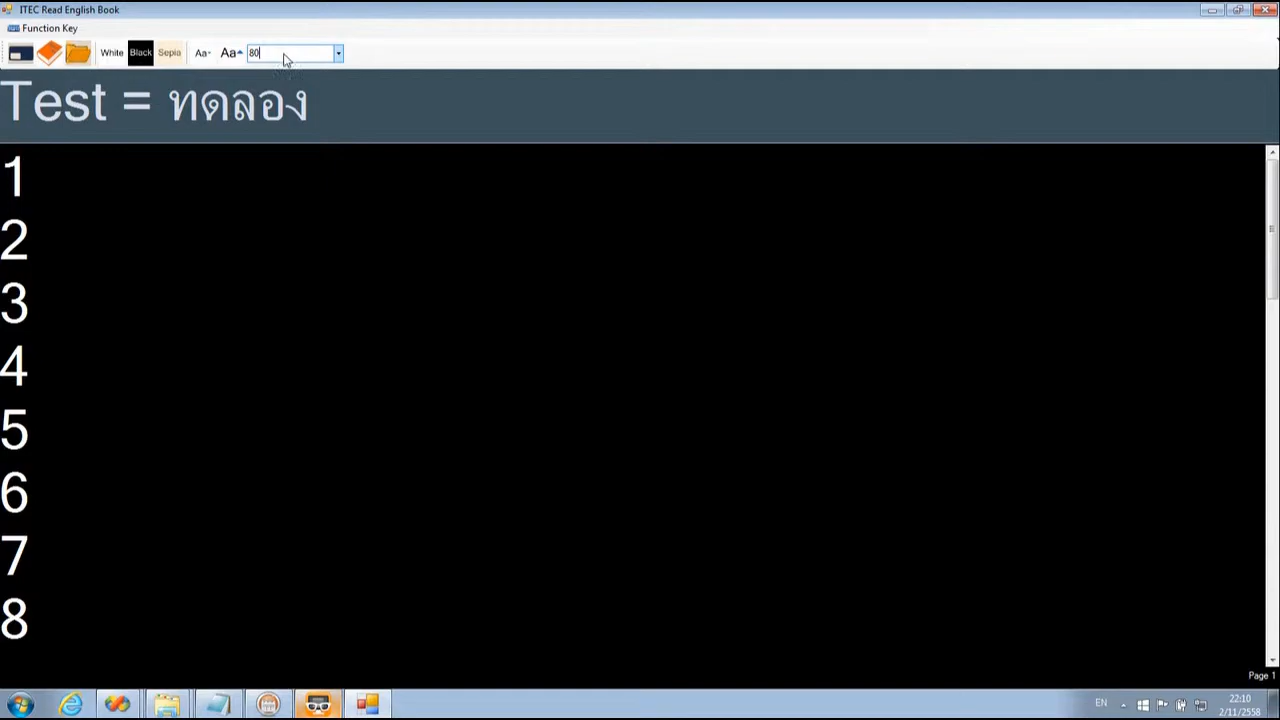 ITEC Read English Book
Function Key
White Black Sepia Aa- Aa 80
Test = ทดลอง
1
2
3
4
5
6
7
8
Page 1
EN 22:10
2/11/2558